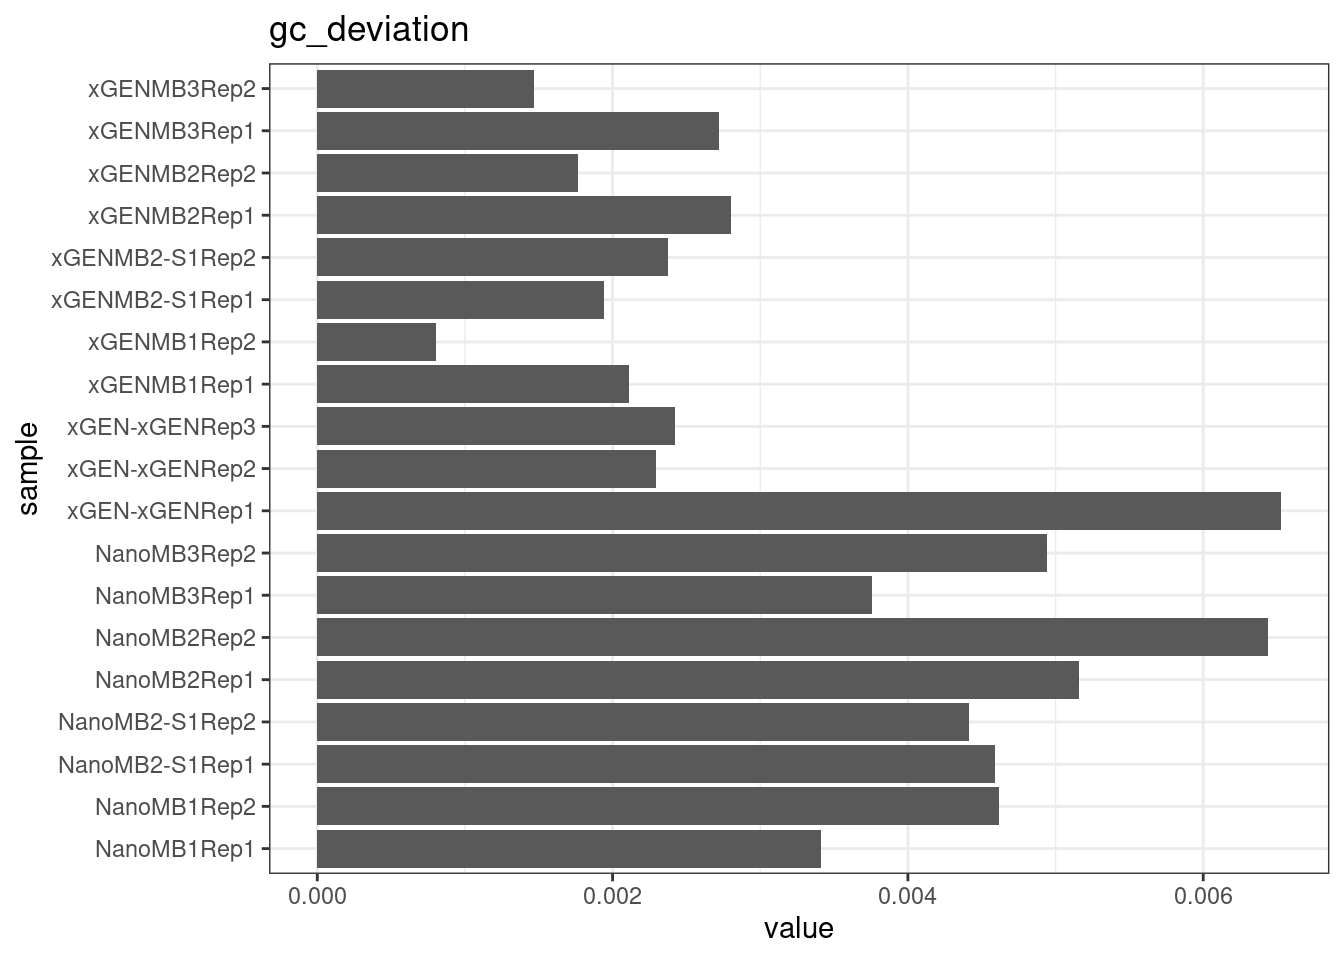 gc_deviation
xGENMB3Rep2
xGENMB3Rep1
xGENMB2Rep2
xGENMB2Rep1
xGENMB2-S1Rep2
xGENMB2-S1Rep1
xGENMB1Rep2
xGENMB1Rep1
xGEN-xGENRep3
xGEN-xGENRep2
xGEN-xGENRep1
NanoMB3Rep2
NanoMB3Rep1
NanoMB2Rep2
NanoMB2Rep1
NanoMB2-S1Rep2
NanoMB2-S1Rep1
NanoMB1Rep2
NanoMB1Rep1
sample
0.000 0.002 0.004 0.006
value